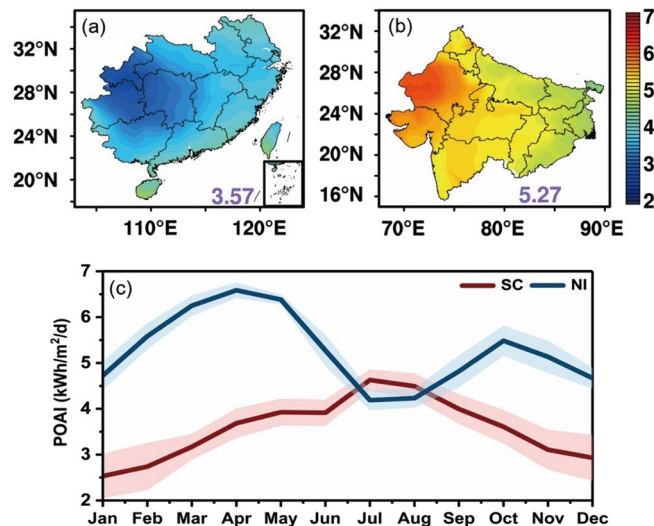 (a)
32°N
28°N
24°N
20°N
3.57
110°E 120°E
(b)
32°N
28°N
24°N
20°N
16°N
5.27
70°E 80°E 90°E
7
6
5
4
3
2
(c)
SC NI
POAI (kWh/m²/d)
7
6
5
4
3
2
Jan Feb Mar Apr May Jun Jul Aug Sep Oct Nov Dec